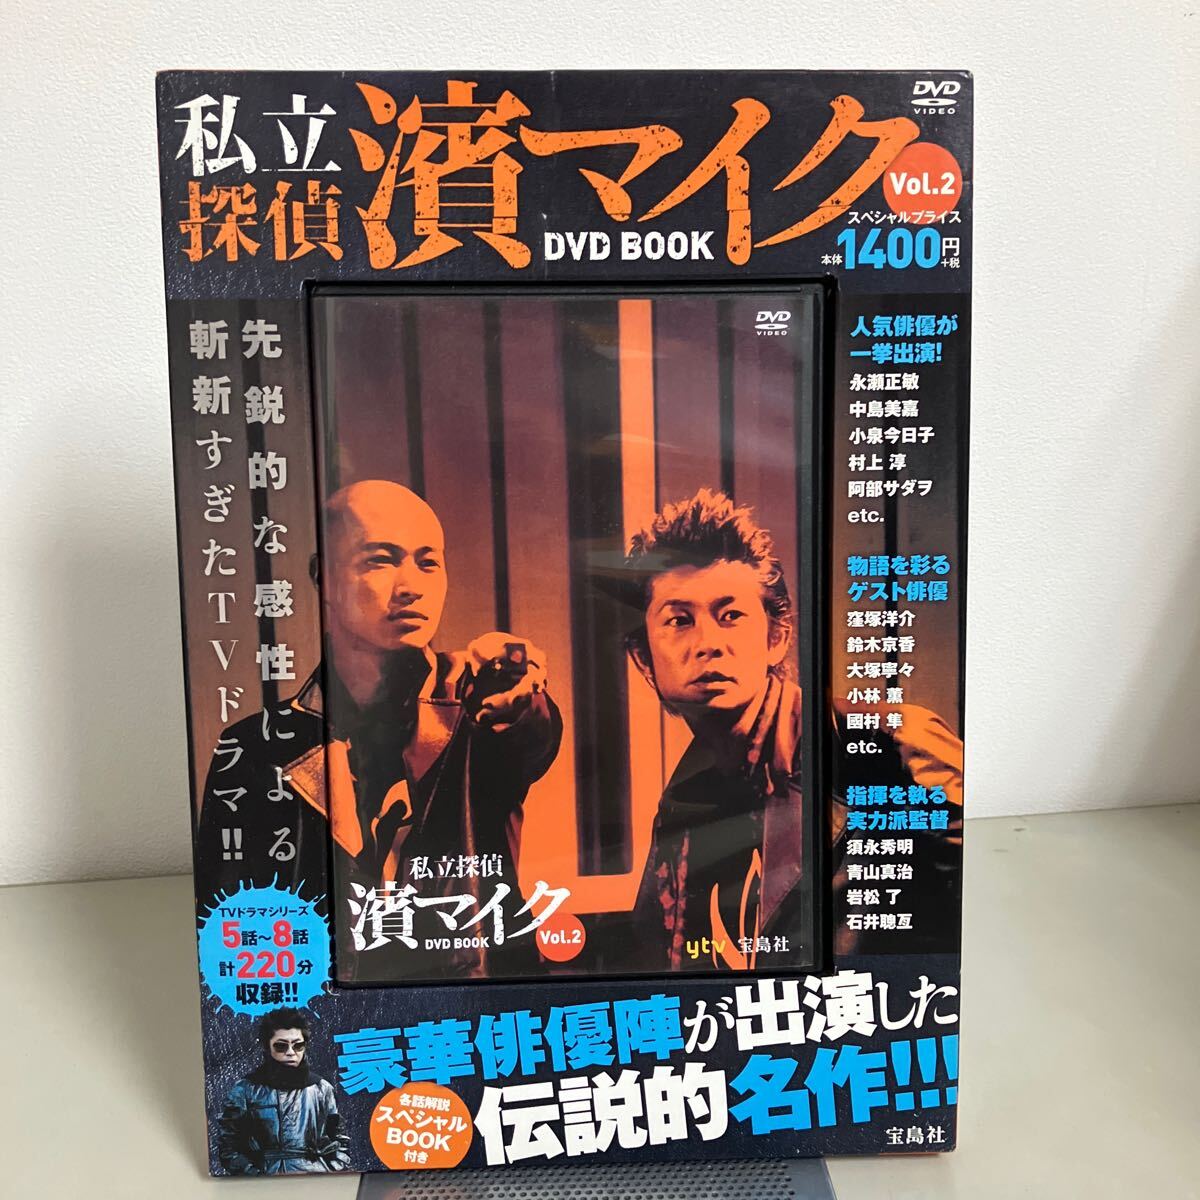 私立
探偵
濱マイク
DVD BOOK
DVD
VIDEO
Vol.2
スペシャルプライス
本体1400円
+税
先鋭的な感性による
斬新すぎたTVドラマ!!
DVD
VIDEO
私立探偵
濱マイク
DVD BOOK
Vol.2
ytv 宝島社
人気俳優が
一挙出演!
永瀬正敏
中島美嘉
小泉今日子
村上 淳
阿部サダヲ
etc.
物語を彩る
ゲスト俳優
窪塚洋介
鈴木京香
大塚寧々
小林 薫
國村 隼
etc.
指揮を執る
実力派監督
須永秀明
青山真治
岩松 了
石井聰亙
TVドラマシリーズ
5話〜8話
計220分
収録!!
豪華俳優陣が出演した
伝説的名作!!!
各話解説
スペシャル
BOOK
付き
宝島社